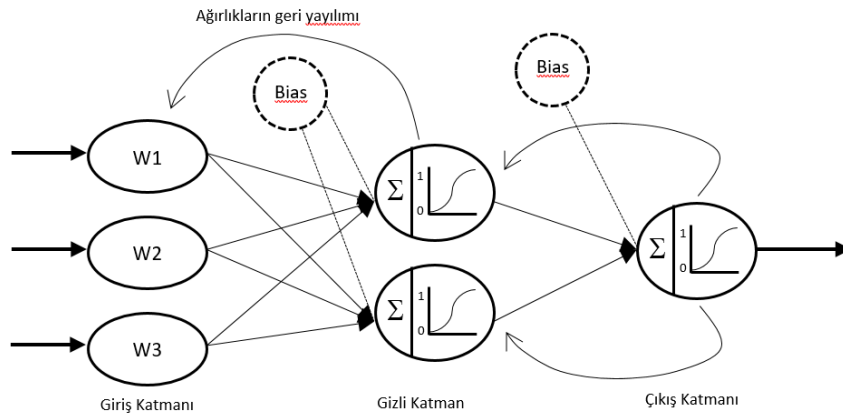 Ağırlıkların geri yayılımı
Bias
Bias
W1
W2
W3
Σ
1
0
Σ
1
0
Σ
1
0
Giriş Katmanı
Gizli Katman
Çıkış Katmanı